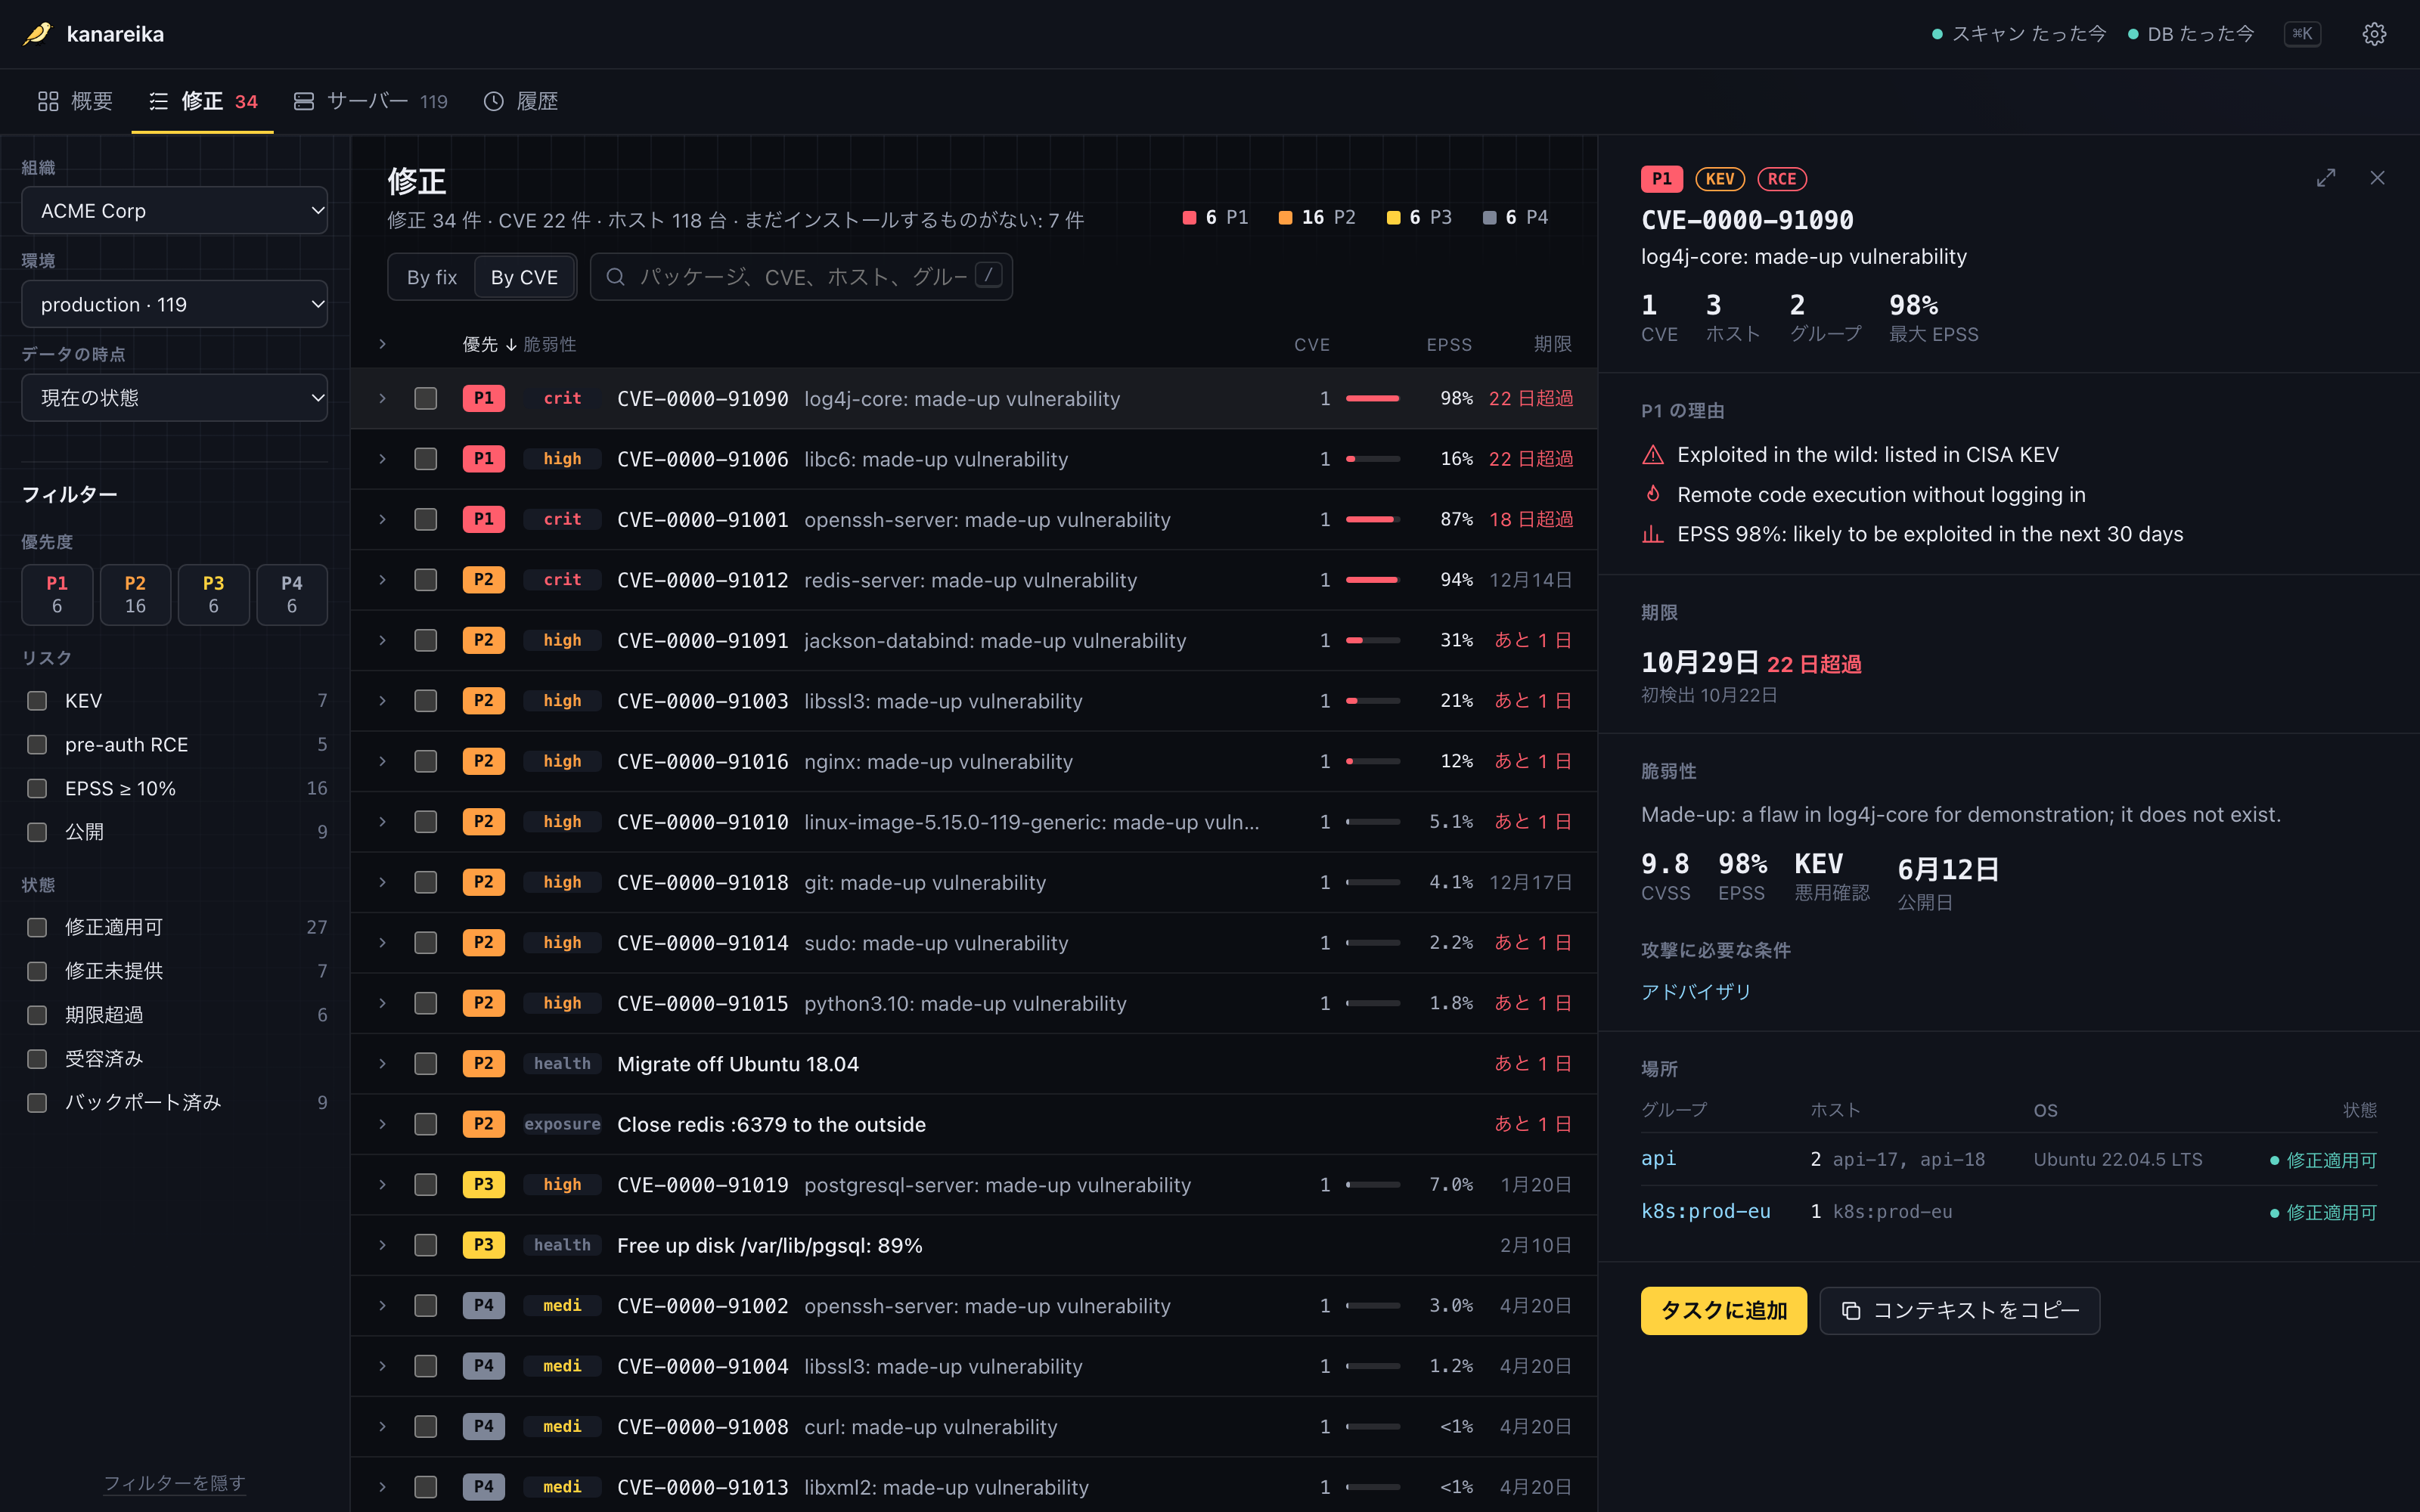 kanareika
スキャン たった今 DB たった今 ⌘K
概要 修正 34 サーバー 119 履歴
組織
ACME Corp
環境
production · 119
データの時点
現在の状態
フィルター
優先度
P1 P2 P3 P4
6 16 6 6
リスク
KEV 7
pre-auth RCE 5
EPSS ≥ 10% 16
公開 9
状態
修正適用可 27
修正未提供 7
期限超過 6
受容済み
バックポート済み 9
フィルターを隠す
修正
修正 34 件 · CVE 22 件 · ホスト 118 台 · まだインストールするものがない: 7 件
6 P1 16 P2 6 P3 6 P4
By fix By CVE パッケージ、CVE、ホスト、グルー /
優先 ↓ 脆弱性 CVE EPSS 期限
P1 crit CVE-0000-91090 log4j-core: made-up vulnerability 1 98% 22 日超過
P1 high CVE-0000-91006 libc6: made-up vulnerability 1 16% 22 日超過
P1 crit CVE-0000-91001 openssh-server: made-up vulnerability 1 87% 18 日超過
P2 crit CVE-0000-91012 redis-server: made-up vulnerability 1 94% 12月14日
P2 high CVE-0000-91091 jackson-databind: made-up vulnerability 1 31% あと 1 日
P2 high CVE-0000-91003 libssl3: made-up vulnerability 1 21% あと 1 日
P2 high CVE-0000-91016 nginx: made-up vulnerability 1 12% あと 1 日
P2 high CVE-0000-91010 linux-image-5.15.0-119-generic: made-up vuln... 1 5.1% あと 1 日
P2 high CVE-0000-91018 git: made-up vulnerability 1 4.1% 12月17日
P2 high CVE-0000-91014 sudo: made-up vulnerability 1 2.2% あと 1 日
P2 high CVE-0000-91015 python3.10: made-up vulnerability 1 1.8% あと 1 日
P2 health Migrate off Ubuntu 18.04 あと 1 日
P2 exposure Close redis :6379 to the outside あと 1 日
P3 high CVE-0000-91019 postgresql-server: made-up vulnerability 1 7.0% 1月20日
P3 health Free up disk /var/lib/pgsql: 89% 2月10日
P4 medi CVE-0000-91002 openssh-server: made-up vulnerability 1 3.0% 4月20日
P4 medi CVE-0000-91004 libssl3: made-up vulnerability 1 1.2% 4月20日
P4 medi CVE-0000-91008 curl: made-up vulnerability 1 <1% 4月20日
P4 medi CVE-0000-91013 libxml2: made-up vulnerability 1 <1% 4月20日
P1 KEV RCE
CVE-0000-91090
log4j-core: made-up vulnerability
1 3 2 98%
CVE ホスト グループ 最大 EPSS
P1 の理由
Exploited in the wild: listed in CISA KEV
Remote code execution without logging in
EPSS 98%: likely to be exploited in the next 30 days
期限
10月29日 22 日超過
初検出 10月22日
脆弱性
Made-up: a flaw in log4j-core for demonstration; it does not exist.
9.8 98% KEV 6月12日
CVSS EPSS 悪用確認 公開日
攻撃に必要な条件
アドバイザリ
場所
グループ ホスト OS 状態
api 2 api-17, api-18 Ubuntu 22.04.5 LTS 修正適用可
k8s:prod-eu 1 k8s:prod-eu 修正適用可
タスクに追加 コンテキストをコピー